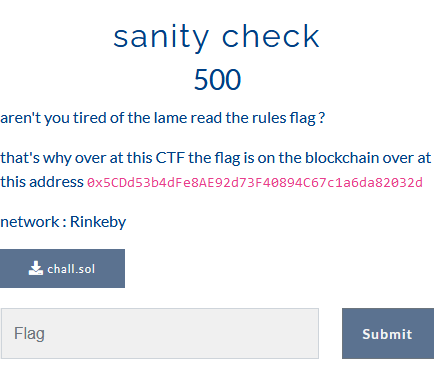 sanity check
500
aren't you tired of the lame read the rules flag ?
that's why over at this CTF the flag is on the blockchain over at
this address 0x5CDd53b4dFe8AE92d73F40894C67c1a6da82032d
network : Rinkeby
chall.sol
Flag
Submit